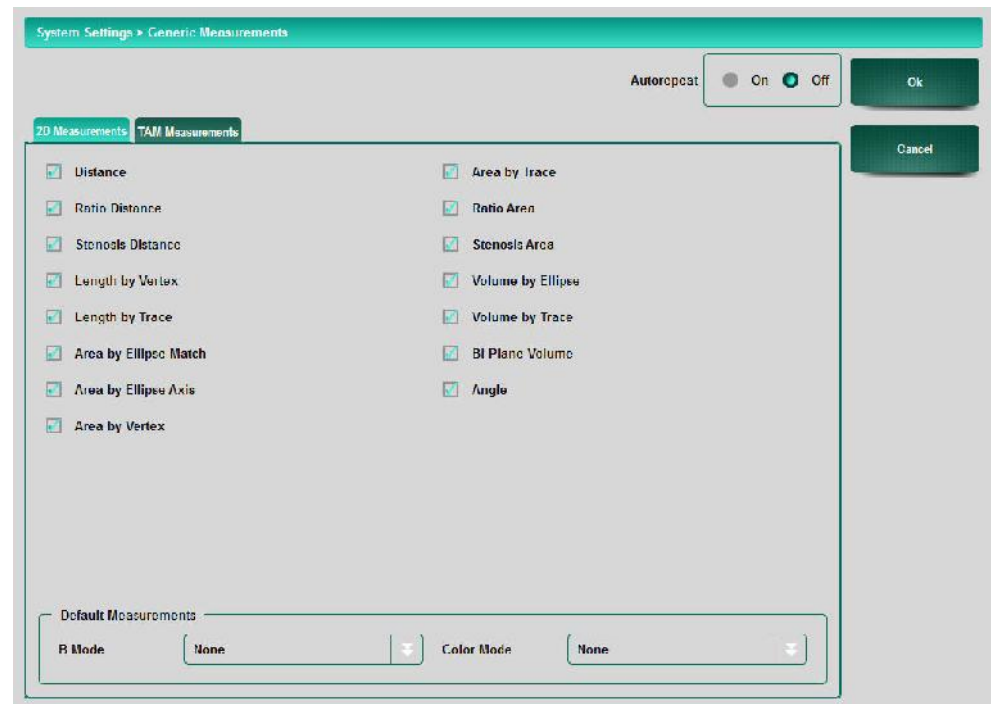 System Settings > Generic Measurements
Autorepeat On Off
Ok
Cancel
2D Measurements TAM Measurements
Distance
Ratio Distance
Stenosis Distance
Length by Vertex
Length by Trace
Area by Ellipse Match
Area by Ellipse Axis
Area by Vertex
Area by Trace
Ratio Area
Stenosis Area
Volume by Ellipse
Volume by Trace
Bi Plane Volume
Angle
Default Measurements
B Mode None Color Mode None